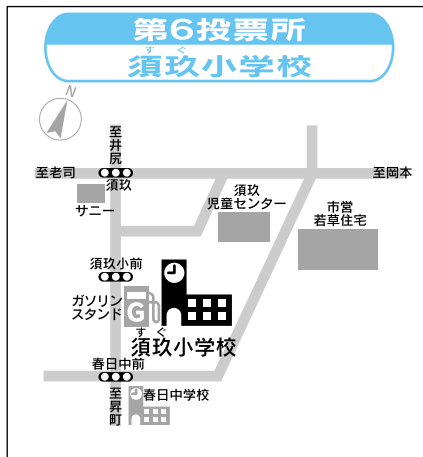 第6投票所
すぐ
須玖小学校
N
至井尻
至老司
須玖
至岡本
サニー
須玖
児童センター
市営
若草住宅
須玖小前
ガソリン
スタンド
G
すぐ
須玖小学校
春日中前
至昇町
春日中学校